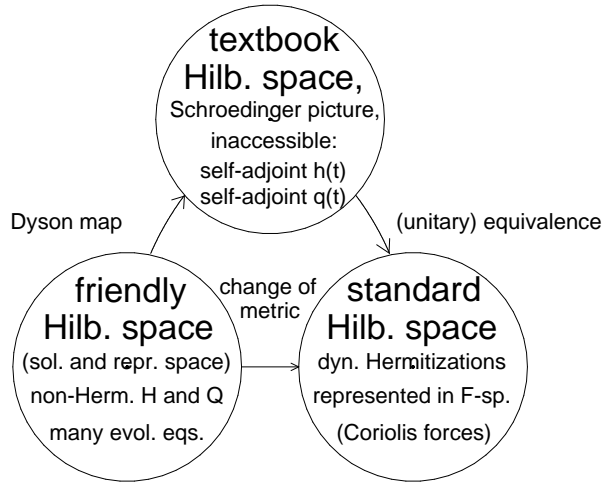 textbook
Hilb. space,
Schroedinger picture,
inaccessible:
self-adjoint h(t)
self-adjoint q(t)
Dyson map
(unitary) equivalence
change of
metric
friendly
Hilb. space
(sol. and repr. space)
non-Herm. H and Q
many evol. eqs.
standard
Hilb. space
dyn. Hermitizations
represented in F-sp.
(Coriolis forces)